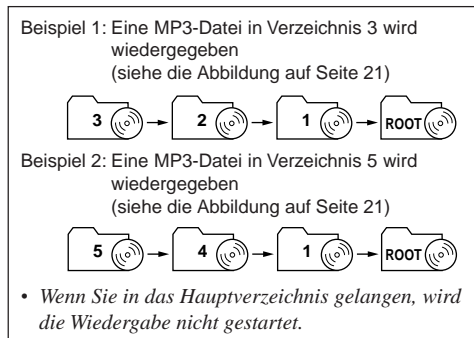 Beispiel 1: Eine MP3-Datei in Verzeichnis 3 wird
wiedergegeben
(siehe die Abbildung auf Seite 21)
3 2 1 ROOT
Beispiel 2: Eine MP3-Datei in Verzeichnis 5 wird
wiedergegeben
(siehe die Abbildung auf Seite 21)
5 4 1 ROOT
• Wenn Sie in das Hauptverzeichnis gelangen, wird
die Wiedergabe nicht gestartet.